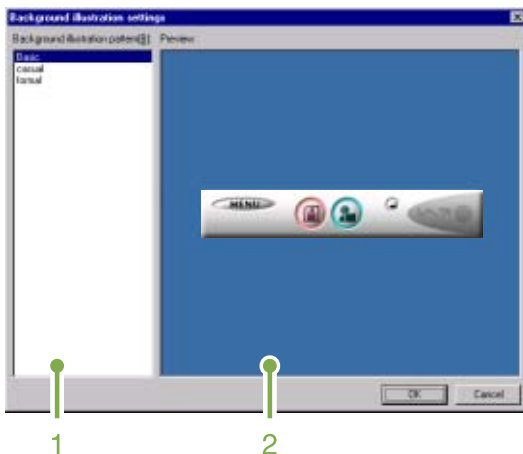 Background illustration settings
Background illustration pattern[B]: Preview
Basic
casual
formal
MENU
OK Cancel
1 2